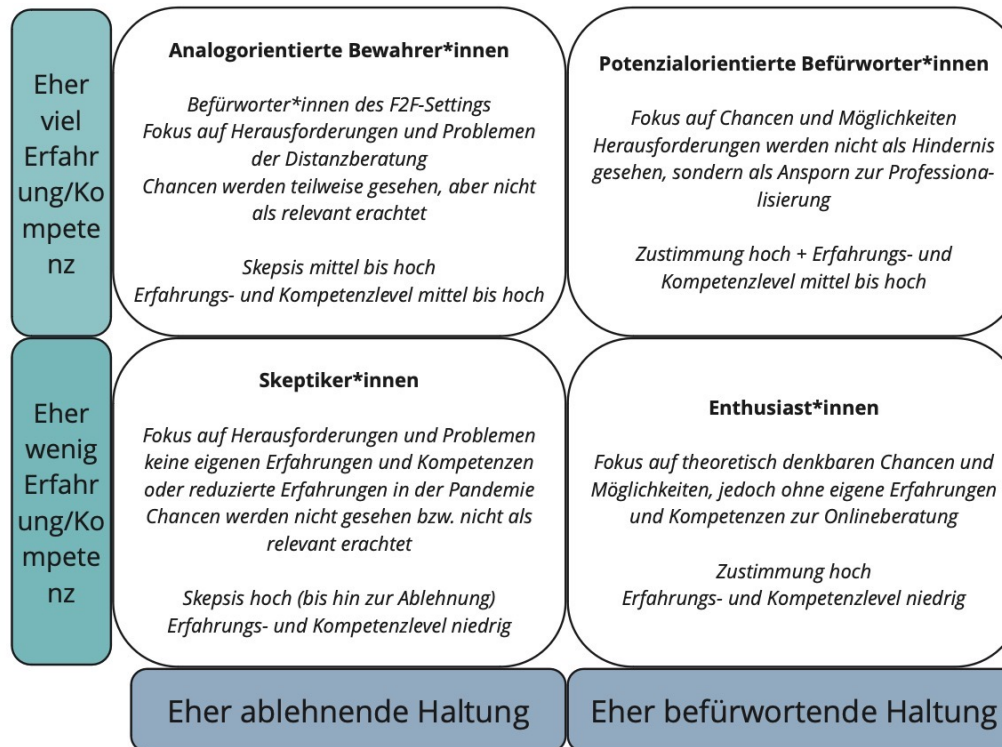 Eher
viel
Erfahr
ung/Ko
mpete
nz
Analogorientierte Bewahrer*innen
Befürworter*innen des F2F-Settings
Fokus auf Herausforderungen und Problemen
der Distanzberatung
Chancen werden teilweise gesehen, aber nicht
als relevant erachtet
Skepsis mittel bis hoch
Erfahrungs- und Kompetenzlevel mittel bis hoch
Potenzialorientierte Befürworter*innen
Fokus auf Chancen und Möglichkeiten
Herausforderungen werden nicht als Hindernis
gesehen, sondern als Ansporn zur Professiona-
lisierung
Zustimmung hoch + Erfahrungs- und
Kompetenzlevel mittel bis hoch
Eher
wenig
Erfahr
ung/Ko
mpete
nz
Skeptiker*innen
Fokus auf Herausforderungen und Problemen
keine eigenen Erfahrungen und Kompetenzen
oder reduzierte Erfahrungen in der Pandemie
Chancen werden nicht gesehen bzw. nicht als
relevant erachtet
Skepsis hoch (bis hin zur Ablehnung)
Erfahrungs- und Kompetenzlevel niedrig
Enthusiast*innen
Fokus auf theoretisch denkbaren Chancen und
Möglichkeiten, jedoch ohne eigene Erfahrungen
und Kompetenzen zur Onlineberatung
Zustimmung hoch
Erfahrungs- und Kompetenzlevel niedrig
Eher ablehnende Haltung
Eher befürwortende Haltung